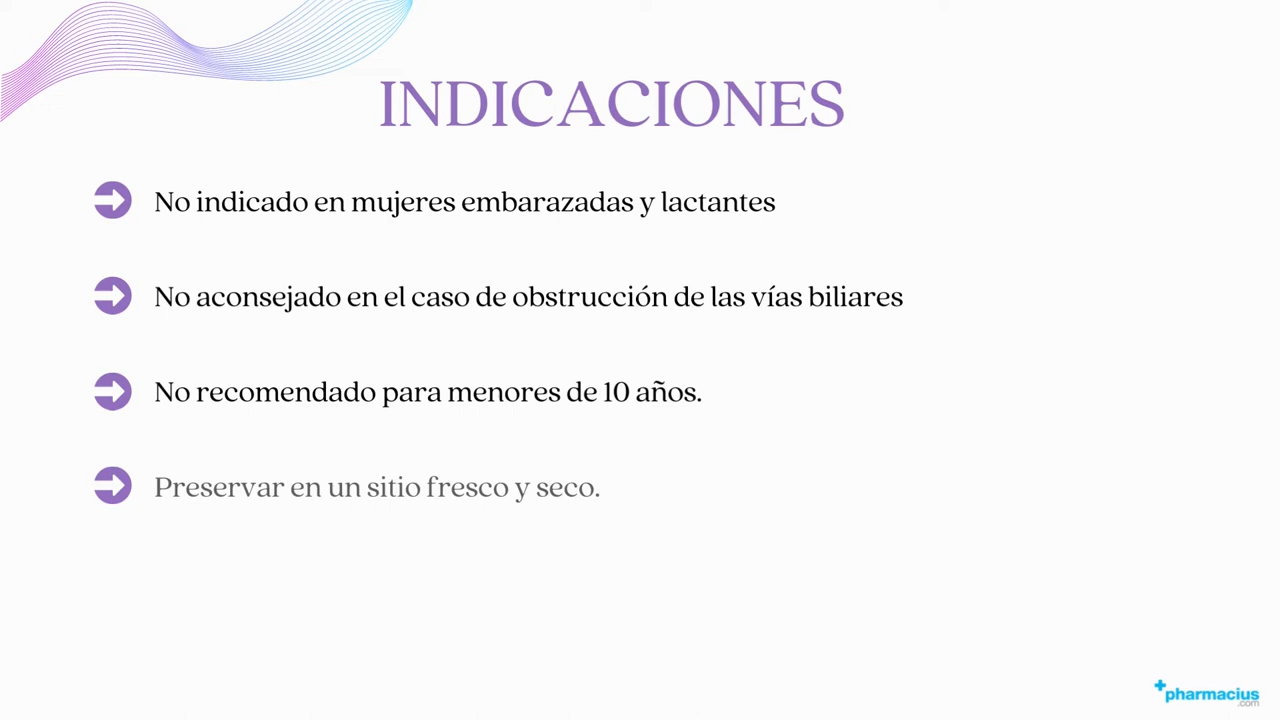 INDICACIONES
No indicado en mujeres embarazadas y lactantes
No aconsejado en el caso de obstrucción de las vías biliares
No recomendado para menores de 10 años.
Preservar en un sitio fresco y seco.
pharmacius
.com